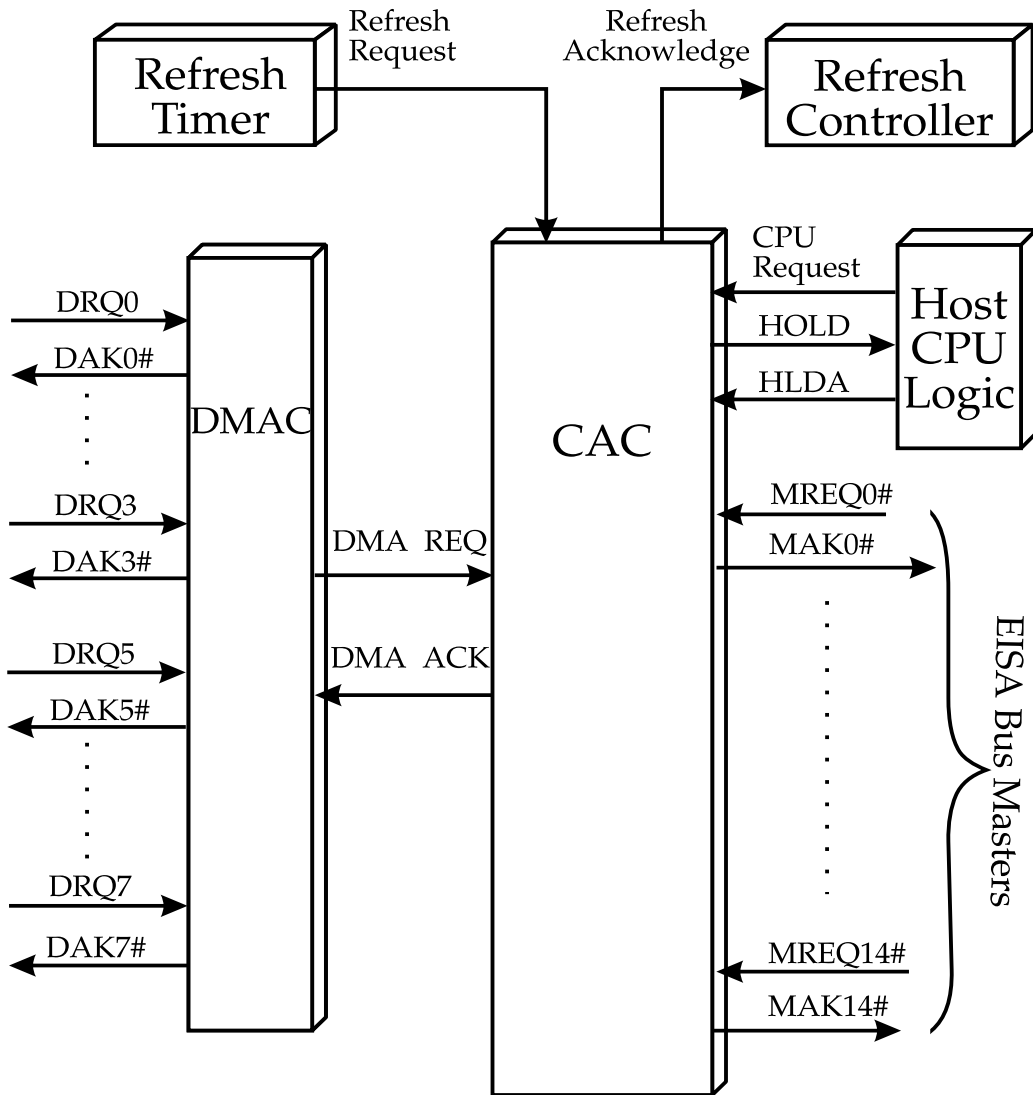 Refresh
Request
Refresh
Acknowledge
Refresh
Timer
Refresh
Controller
CPU
Request
HOLD
HLDA
Host
CPU
Logic
DRQ0
DAK0#
DMAC
CAC
DRQ3
DAK3#
DMA REQ
MREQ0#
MAK0#
DRQ5
DAK5#
DMA ACK
EISA Bus Masters
DRQ7
DAK7#
MREQ14#
MAK14#